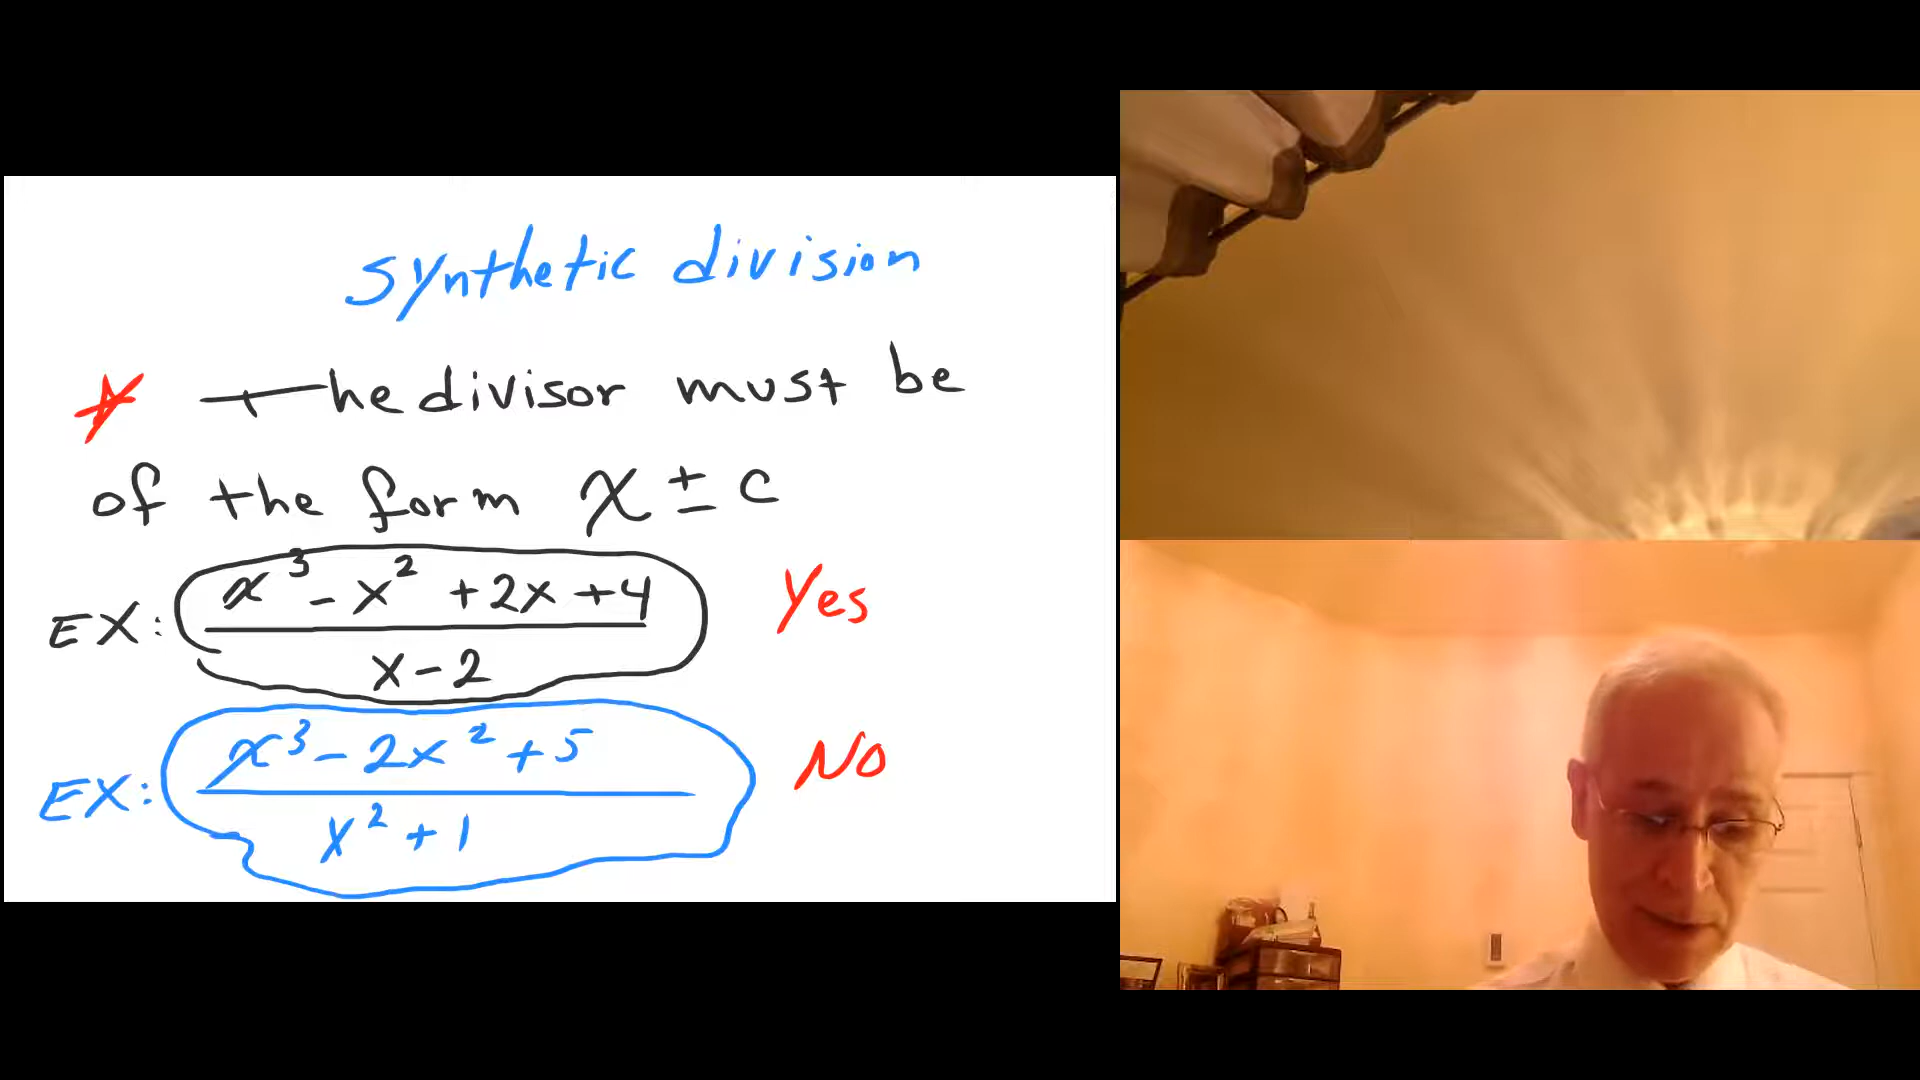 synthetic division
* The divisor must be
of the form x ± c
EX: (x³ - x² + 2x + 4) / (x - 2) Yes
EX: (x³ - 2x² + 5) / (x² + 1) No